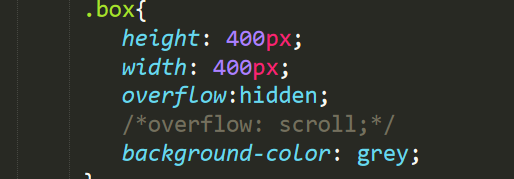 .box{
height: 400px;
width: 400px;
overflow:hidden;
/*overflow: scroll;*/
background-color: grey;
}